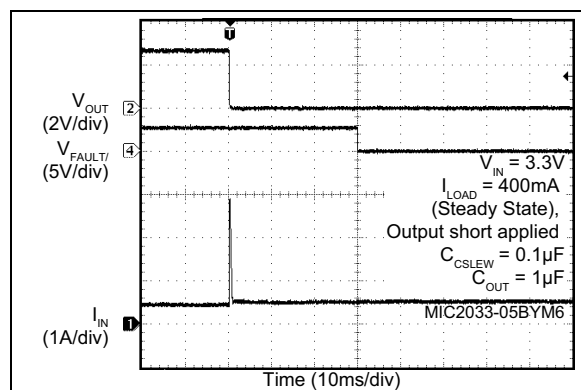 T
V_OUT
(2V/div)
2
V_FAULT/
(5V/div)
4
V_IN = 3.3V
I_LOAD = 400mA
(Steady State),
Output short applied
C_CSLEW = 0.1µF
C_OUT = 1µF
MIC2033-05BYM6
I_IN
(1A/div)
1
Time (10ms/div)